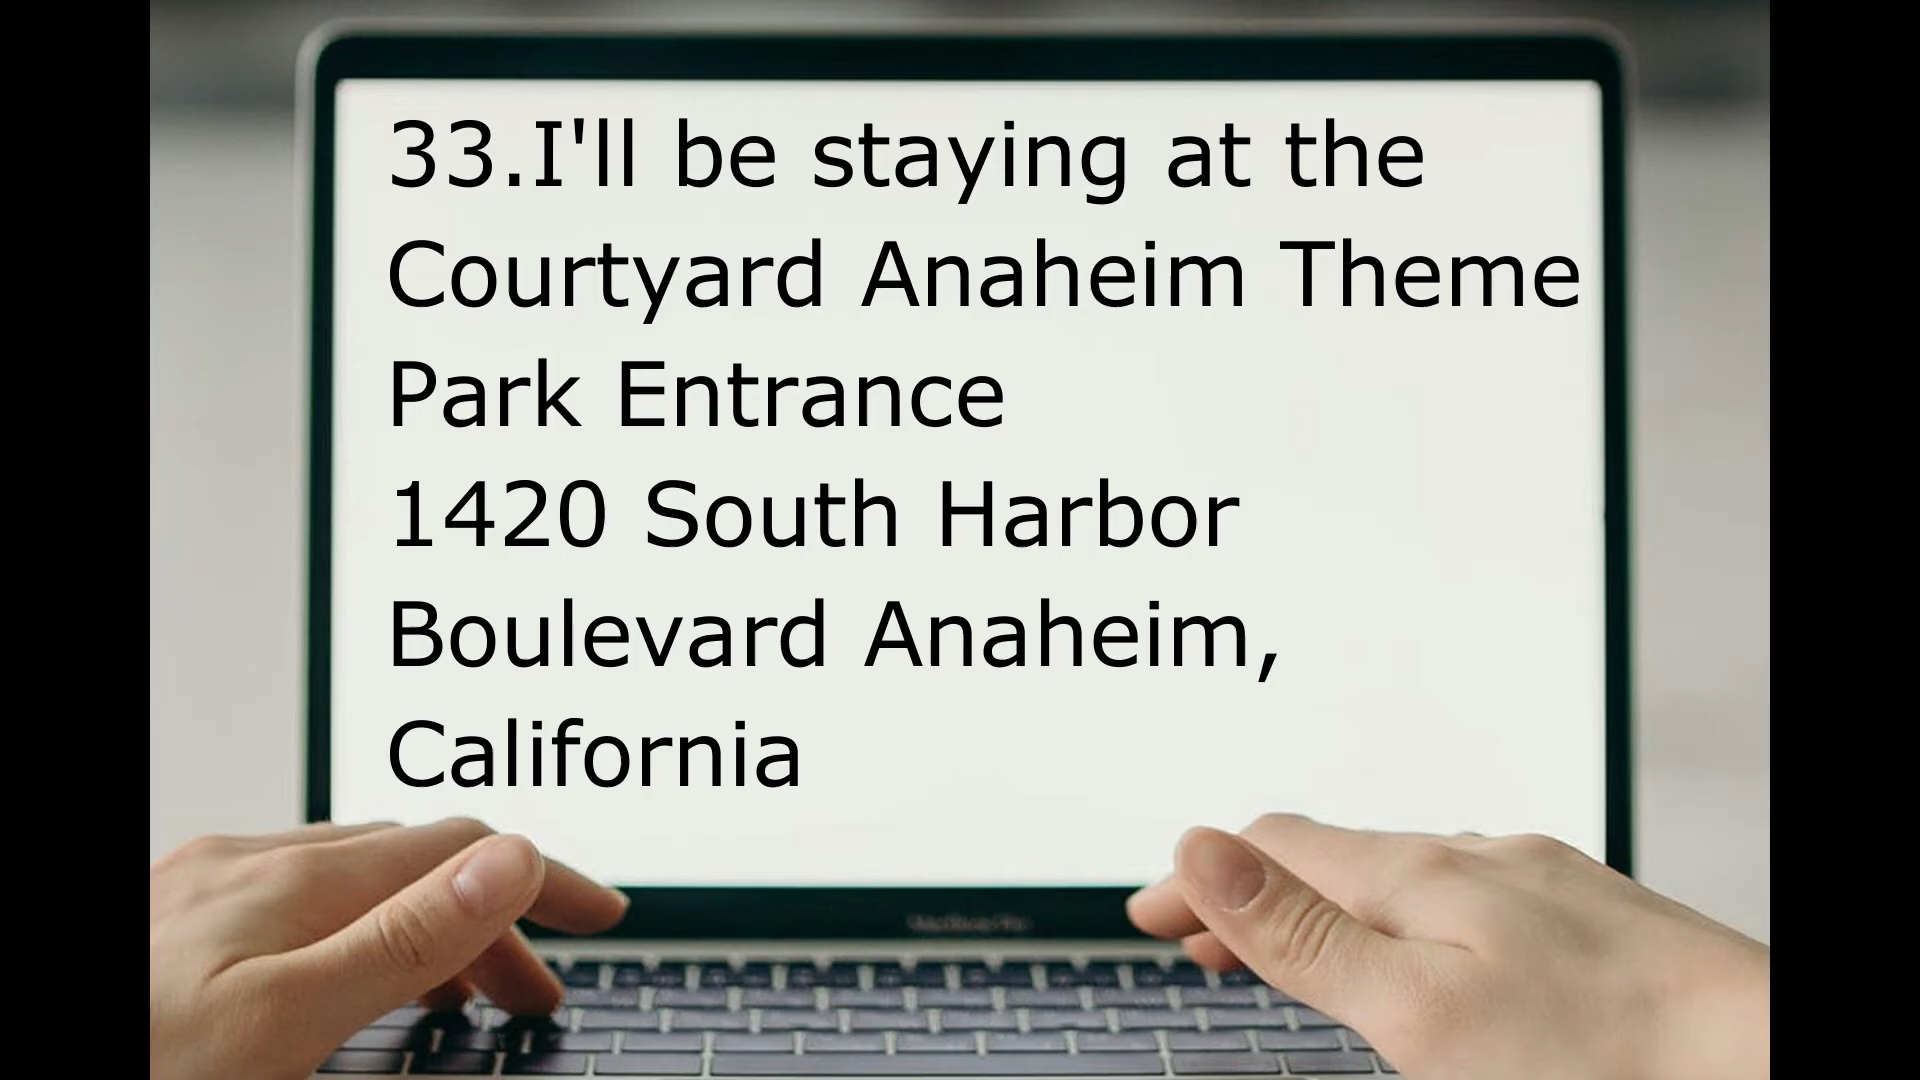 33.I'll be staying at the
Courtyard Anaheim Theme
Park Entrance
1420 South Harbor
Boulevard Anaheim,
California